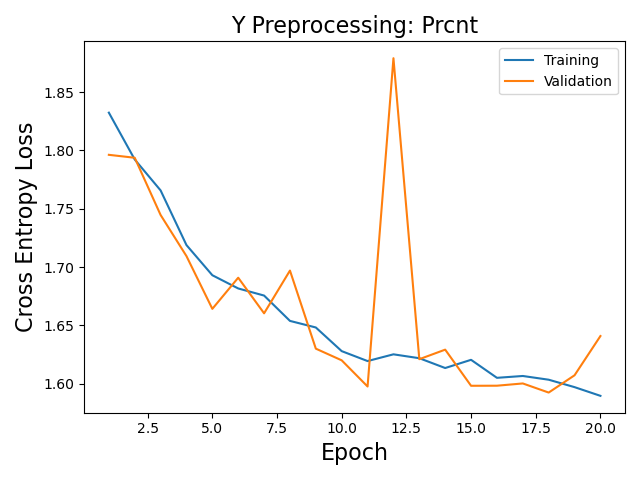 Y Preprocessing: Prcnt
Training
Validation
Cross Entropy Loss
1.85
1.80
1.75
1.70
1.65
1.60
2.5 5.0 7.5 10.0 12.5 15.0 17.5 20.0
Epoch